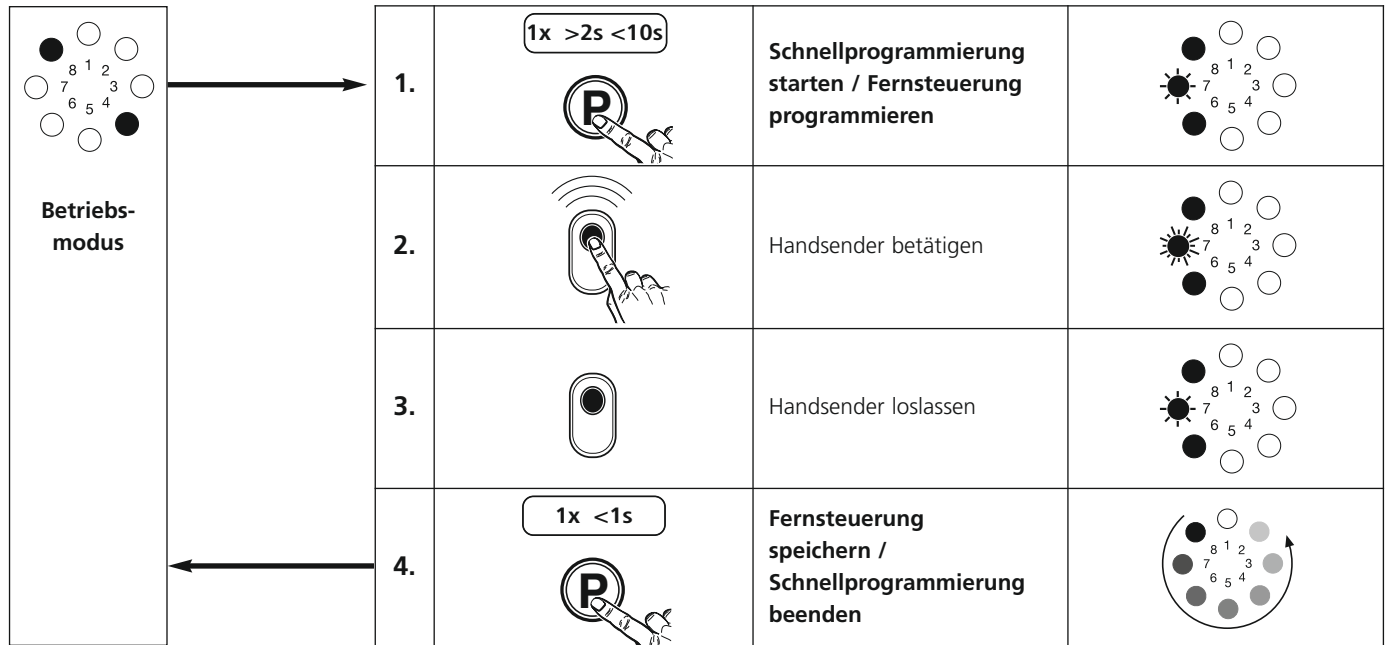 8 1 2
7 3
6 5 4
Betriebs-
modus
1.
1x >2s <10s
P
Schnellprogrammierung
starten / Fernsteuerung
programmieren
8 1 2
7 3
6 5 4
2.
Handsender betätigen
8 1 2
7 3
6 5 4
3.
Handsender loslassen
8 1 2
7 3
6 5 4
4.
1x <1s
P
Fernsteuerung
speichern /
Schnellprogrammierung
beenden
8 1 2
7 3
6 5 4